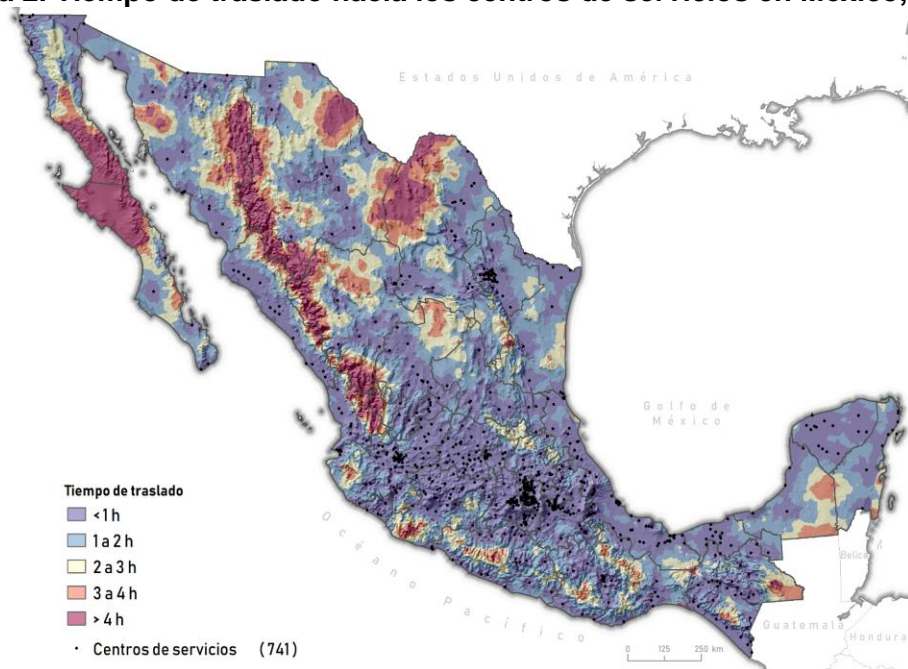 2. Tiempo de traslado hacia los centros de servicios en México,
Estados Unidos de América
Golfo de
México
Belice
Guatemala
Hondura
Océano Pacífico
Tiempo de traslado
< 1 h
1 a 2 h
2 a 3 h
3 a 4 h
> 4 h
Centros de servicios (741)
0 125 250 km